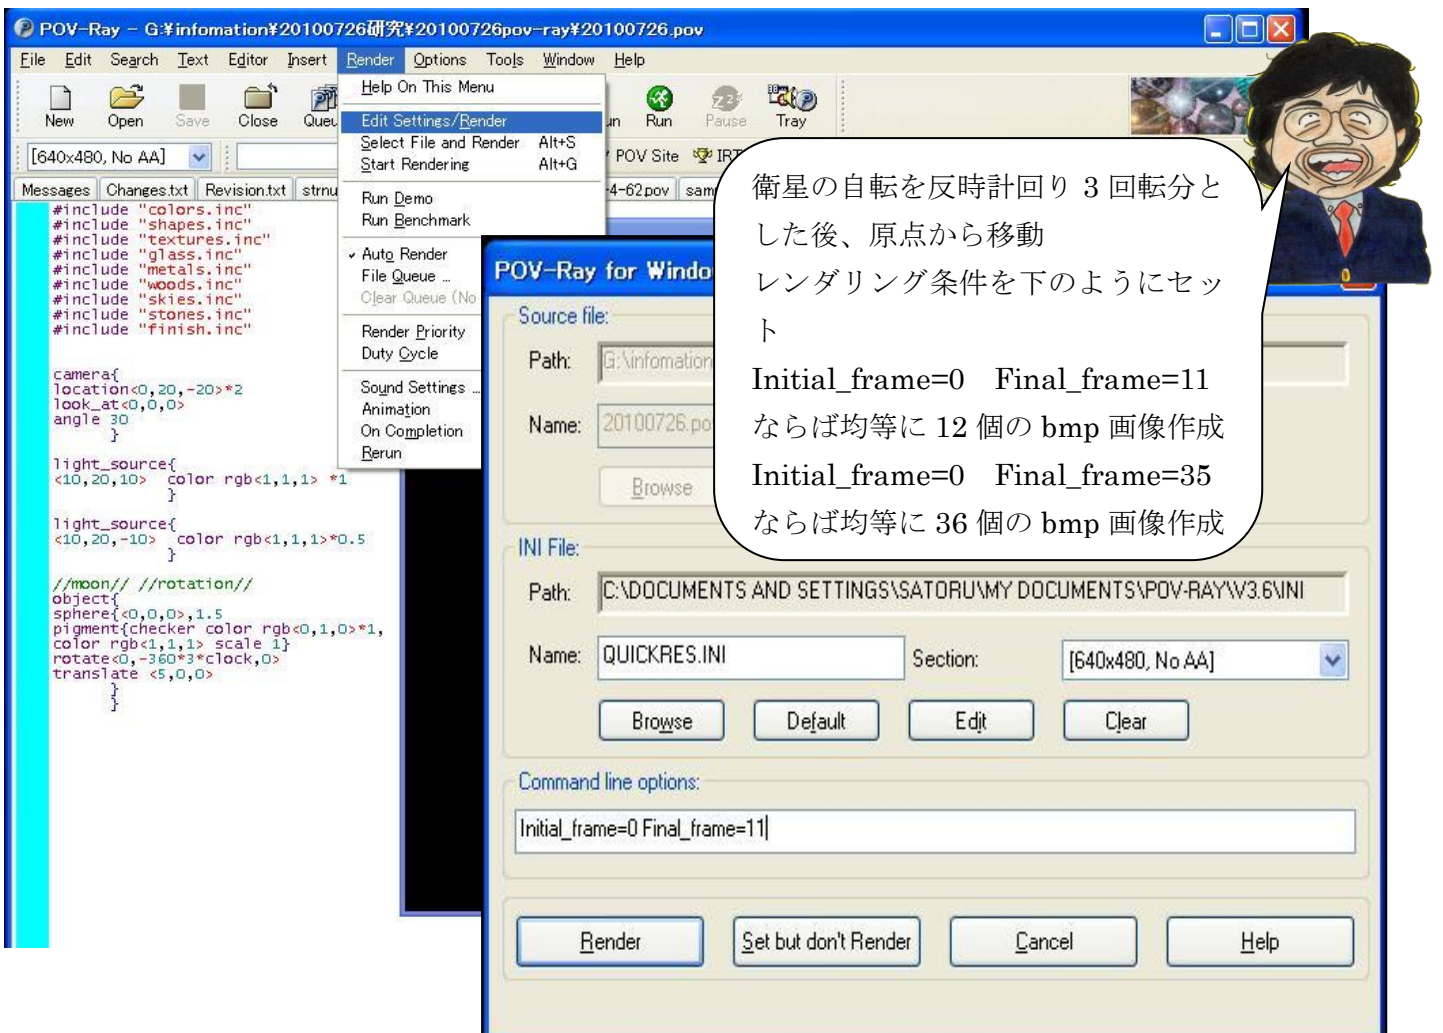 POV-Ray - G:¥infomation¥20100726研究¥20100726pov-ray¥20100726.pov
File Edit Search Text Editor Insert Render Options Tools Window Help
New Open Save Close Run Pause Tray
[640x480, No AA]
POV Site
Messages Changes.txt Revision.txt
-4-62.pov
Help On This Menu
Edit Settings/Render
Select File and Render Alt+S
Start Rendering Alt+G
Run Demo
Run Benchmark
Auto Render
File Queue ...
Clear Queue (No
Render Priority
Duty Cycle
Sound Settings ...
Animation
On Completion
Rerun
#include "colors.inc"
#include "shapes.inc"
#include "textures.inc"
#include "glass.inc"
#include "metals.inc"
#include "woods.inc"
#include "skies.inc"
#include "stones.inc"
#include "finish.inc"
camera{
location<0,20,-20>*2
look_at<0,0,0>
angle 30
}
light_source{
<10,20,10> color rgb<1,1,1> *1
}
light_source{
<10,20,-10> color rgb<1,1,1>*0.5
}
//moon// //rotation//
object{
sphere{<0,0,0>,1.5
pigment{checker color rgb<0,1,0>*1,
color rgb<1,1,1> scale 1}
rotate<0,-360*3*clock,0>
translate <5,0,0>
}
}
衛星の自転を反時計回り 3 回転分と
した後、原点から移動
レンダリング条件を下のようにセッ
ト
Initial_frame=0 Final_frame=11
ならば均等に 12 個の bmp 画像作成
Initial_frame=0 Final_frame=35
ならば均等に 36 個の bmp 画像作成
POV-Ray for Windo
Source file:
Path: G:\infomation
Name: 20100726.po
Browse
INI File:
Path: C:\DOCUMENTS AND SETTINGS\SATORU\MY DOCUMENTS\POV-RAY\V3.6\INI
Name: QUICKRES.INI Section: [640x480, No AA]
Browse Default Edit Clear
Command line options:
Initial_frame=0 Final_frame=11
Render Set but don't Render Cancel Help